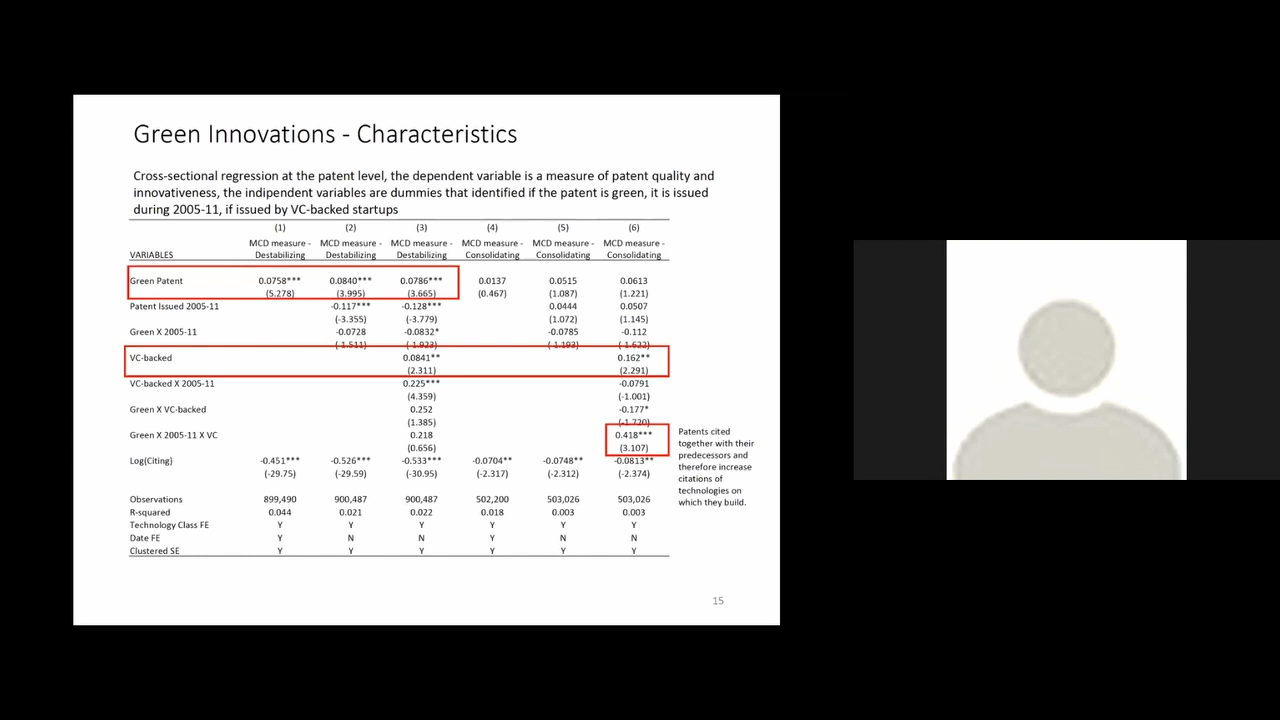 Green Innovations - Characteristics
Cross-sectional regression at the patent level, the dependent variable is a measure of patent quality and
innovativeness, the indipendent variables are dummies that identified if the patent is green, it is issued
during 2005-11, if issued by VC-backed startups
(1) (2) (3) (4) (5) (6)
MCD measure - MCD measure - MCD measure - MCD measure - MCD measure - MCD measure -
VARIABLES Destabilizing Destabilizing Destabilizing Consolidating Consolidating Consolidating
Green Patent 0.0758*** 0.0840*** 0.0786*** 0.0137 0.0515 0.0613
(5.278) (3.995) (3.665) (0.467) (1.087) (1.221)
Patent Issued 2005-11 -0.117*** -0.128*** 0.0444 0.0507
(-3.355) (-3.779) (1.072) (1.145)
Green X 2005-11 -0.0728 -0.0832* -0.0785 -0.112
(-1.511) (-1.923) (-1.193) (-1.622)
VC-backed 0.0841** 0.162**
(2.311) (2.291)
VC-backed X 2005-11 0.225*** -0.0791
(4.359) (-1.001)
Green X VC-backed 0.252 -0.177*
(1.385) (-1.720)
Green X 2005-11 X VC 0.218 0.418***
(0.656) (3.107)
Log(Citing) -0.451*** -0.526*** -0.533*** -0.0704** -0.0748** -0.0813**
(-29.75) (-29.59) (-30.95) (-2.317) (-2.312) (-2.374)
Observations 899,490 900,487 900,487 502,200 503,026 503,026
R-squared 0.044 0.021 0.022 0.018 0.003 0.003
Technology Class FE Y Y Y Y Y Y
Date FE Y N N Y N N
Clustered SE Y Y Y Y Y Y
Patents cited
together with their
predecessors and
therefore increase
citations of
technologies on
which they build.
15